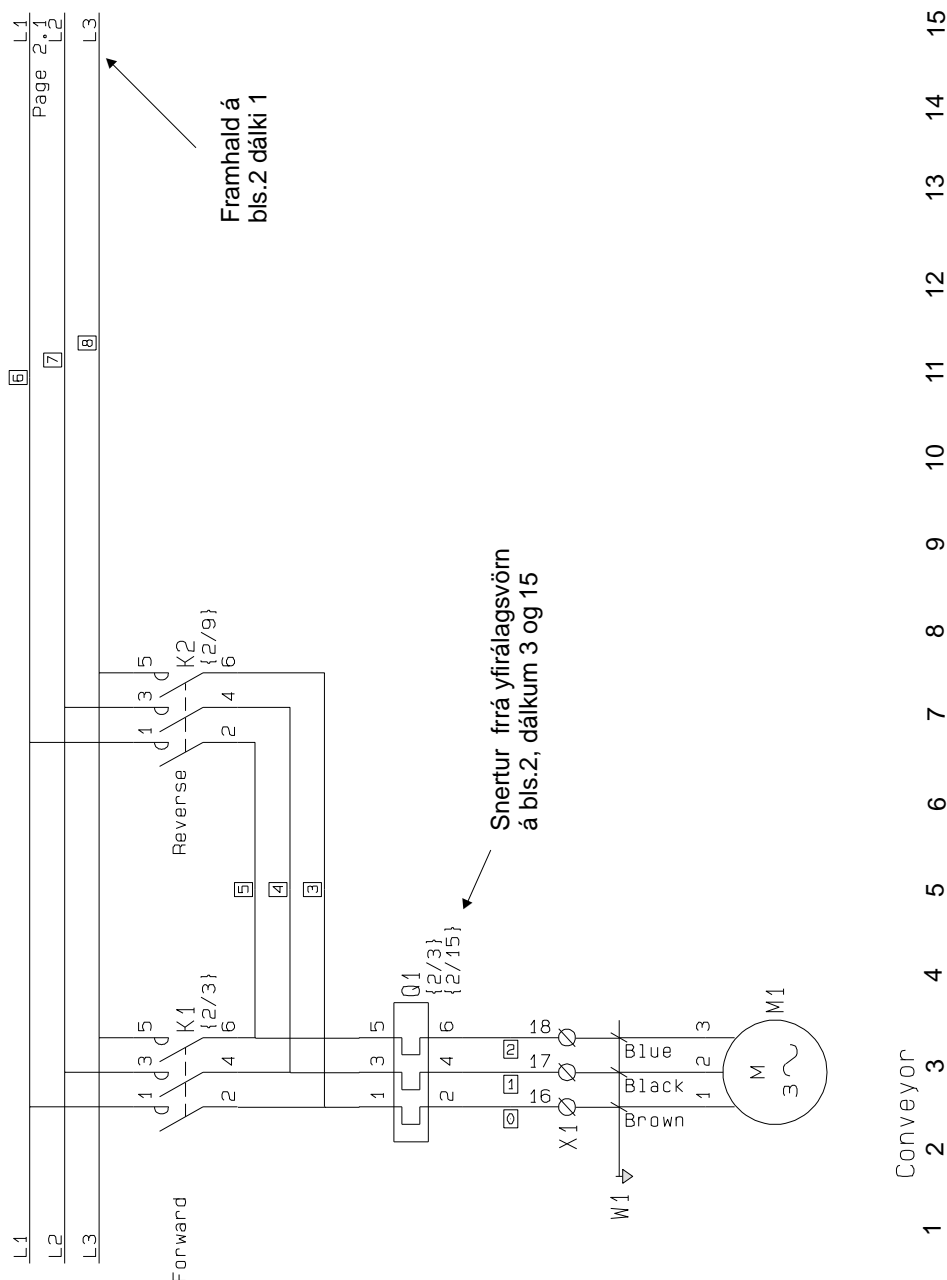 L1
L2
L3
L1
Page 2.1
L2
L3
6
7
8
Framhald á
bls.2 dálki 1
Forward
1
3
5
K1
{2/3}
2
4
6
Reverse
1
3
5
K2
{2/9}
2
4
6
5
4
3
1
3
5
Q1
{2/3}
{2/15}
2
4
6
Snertur frrá yfirálagsvörn
á bls.2, dálkum 3 og 15
0
1
2
X1
16
17
18
W1
Brown
Black
Blue
1
2
3
M
3
M1
Conveyor
1 2 3 4 5 6 7 8 9 10 11 12 13 14 15